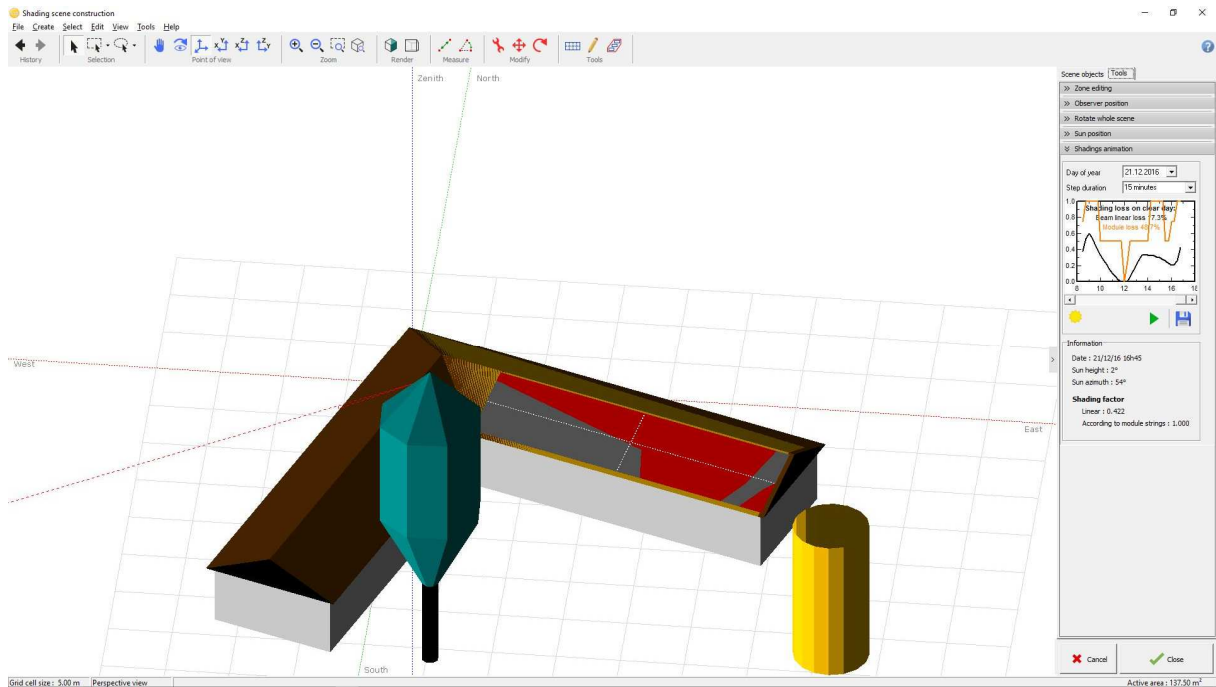 Shading scene construction
File Create Select Edit View Tools Help
History Selection Point of view Zoom Render Measure Modify Tools
Zenith North
West
East
South
Scene objects Tools
Zone editing
Observer position
Rotate whole scene
Sun position
Shadings animation
Day of year 21.12.2016
Step duration 15 minutes
Shading loss on clear day:
Beam linear loss 17.3%
Module loss
1.0
0.8
0.6
0.4
0.2
0.0
8 10 12 14 16 18
Information
Date : 21/12/16 16h45
Sun height : 2°
Sun azimuth : 54°
Shading factor
Linear : 0.422
According to module strings : 1.000
Cancel Close
Grid cell size : 5.00 m Perspective view Active area : 137.50 m²